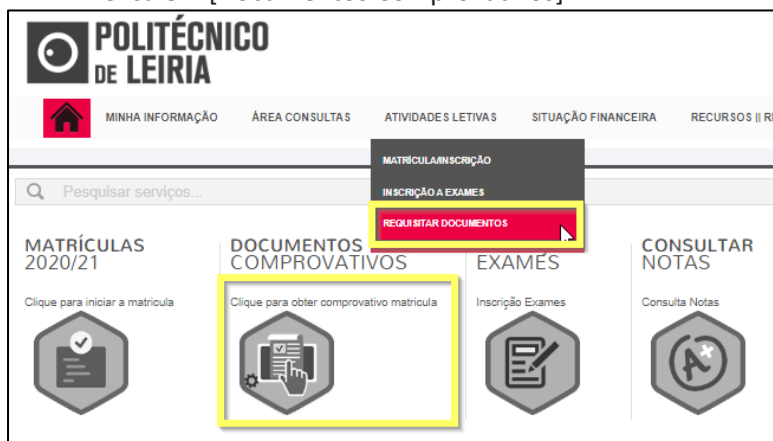 POLITÉCNICO
DE LEIRIA
MINHA INFORMAÇÃO ÁREA CONSULTAS ATIVIDADES LETIVAS SITUAÇÃO FINANCEIRA RECURSOS ||
MATRÍCULA/INSCRIÇÃO
INSCRIÇÃO A EXAMES
REQUISITAR DOCUMENTOS
Pesquisar serviços...
MATRÍCULAS
2020/21
Clique para iniciar a matricula
DOCUMENTOS
COMPROVATIVOS
Clique para obter comprovativo matricula
EXAMES
Inscrição Exames
CONSULTAR
NOTAS
Consulta Notas
A+